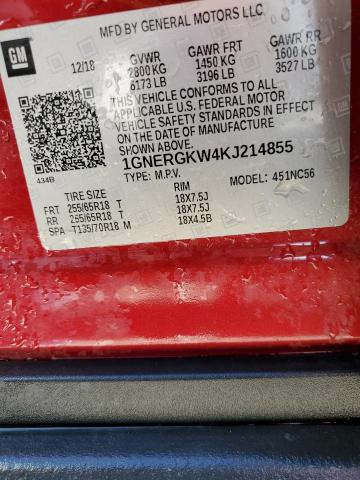 MFD BY GENERAL MOTORS LLC
GM
12/18
GVWR GAWR FRT GAWR RR
2800KG 1450 KG 1600 KG
6173 LB 3196 LB 3527 LB
THIS VEHICLE CONFORMS TO ALL
APPLICABLE U.S. FEDERAL MOTOR
VEHICLE SAFETY STANDARDS IN EFFECT
ON THE DATE OF MANUFACTURE
SHOWN ABOVE.
1GNERGKW4KJ214855
434B
TYPE: M.P.V. MODEL: 451NC56
TIRE SIZE RIM
FRT 255/65R18 T 18X7.5J
RR 255/65R18 T 18X7.5J
SPA T135/70R18 M 18X4.5B